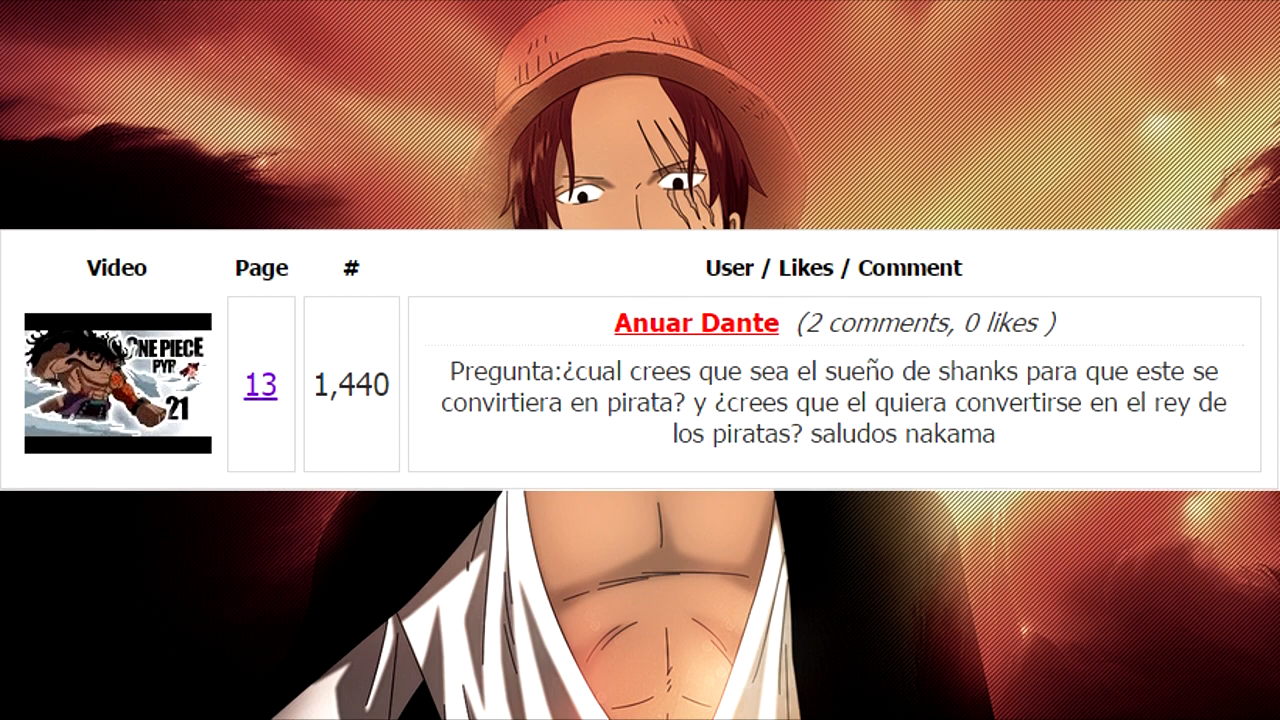 Video Page # User / Likes / Comment
Anuar Dante (2 comments, 0 likes )
ONE PIECE
PYR
21
13
1,440
Pregunta:¿cual crees que sea el sueño de shanks para que este se
convirtiera en pirata? y ¿crees que el quiera convertirse en el rey de
los piratas? saludos nakama